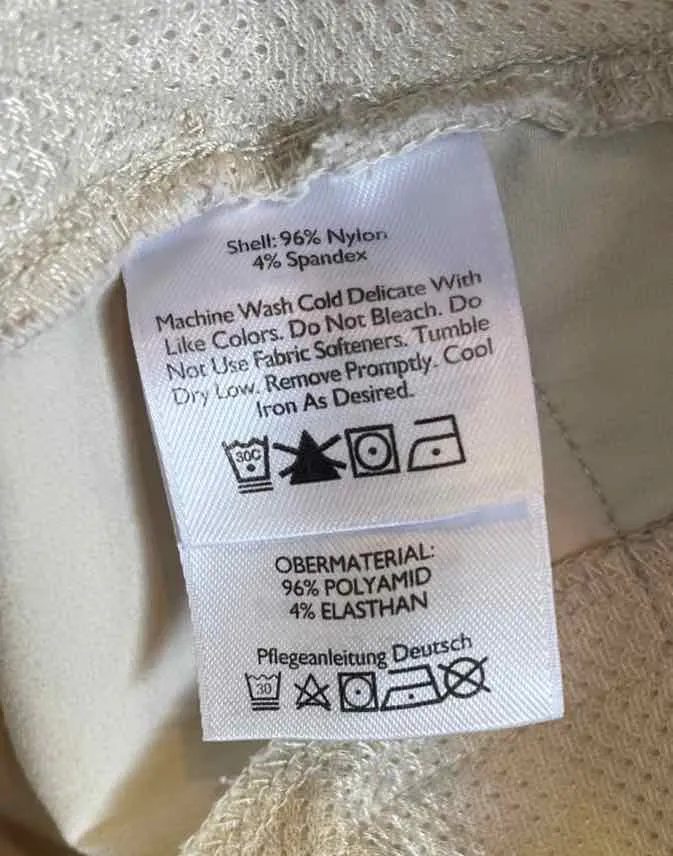 Shell: 96% Nylon
4% Spandex
Machine Wash Cold Delicate With
Like Colors. Do Not Bleach. Do
Not Use Fabric Softeners. Tumble
Dry Low. Remove Promptly. Cool
Iron As Desired.
30C
OBERMATERIAL:
96% POLYAMID
4% ELASTHAN
Pflegeanleitung Deutsch
30